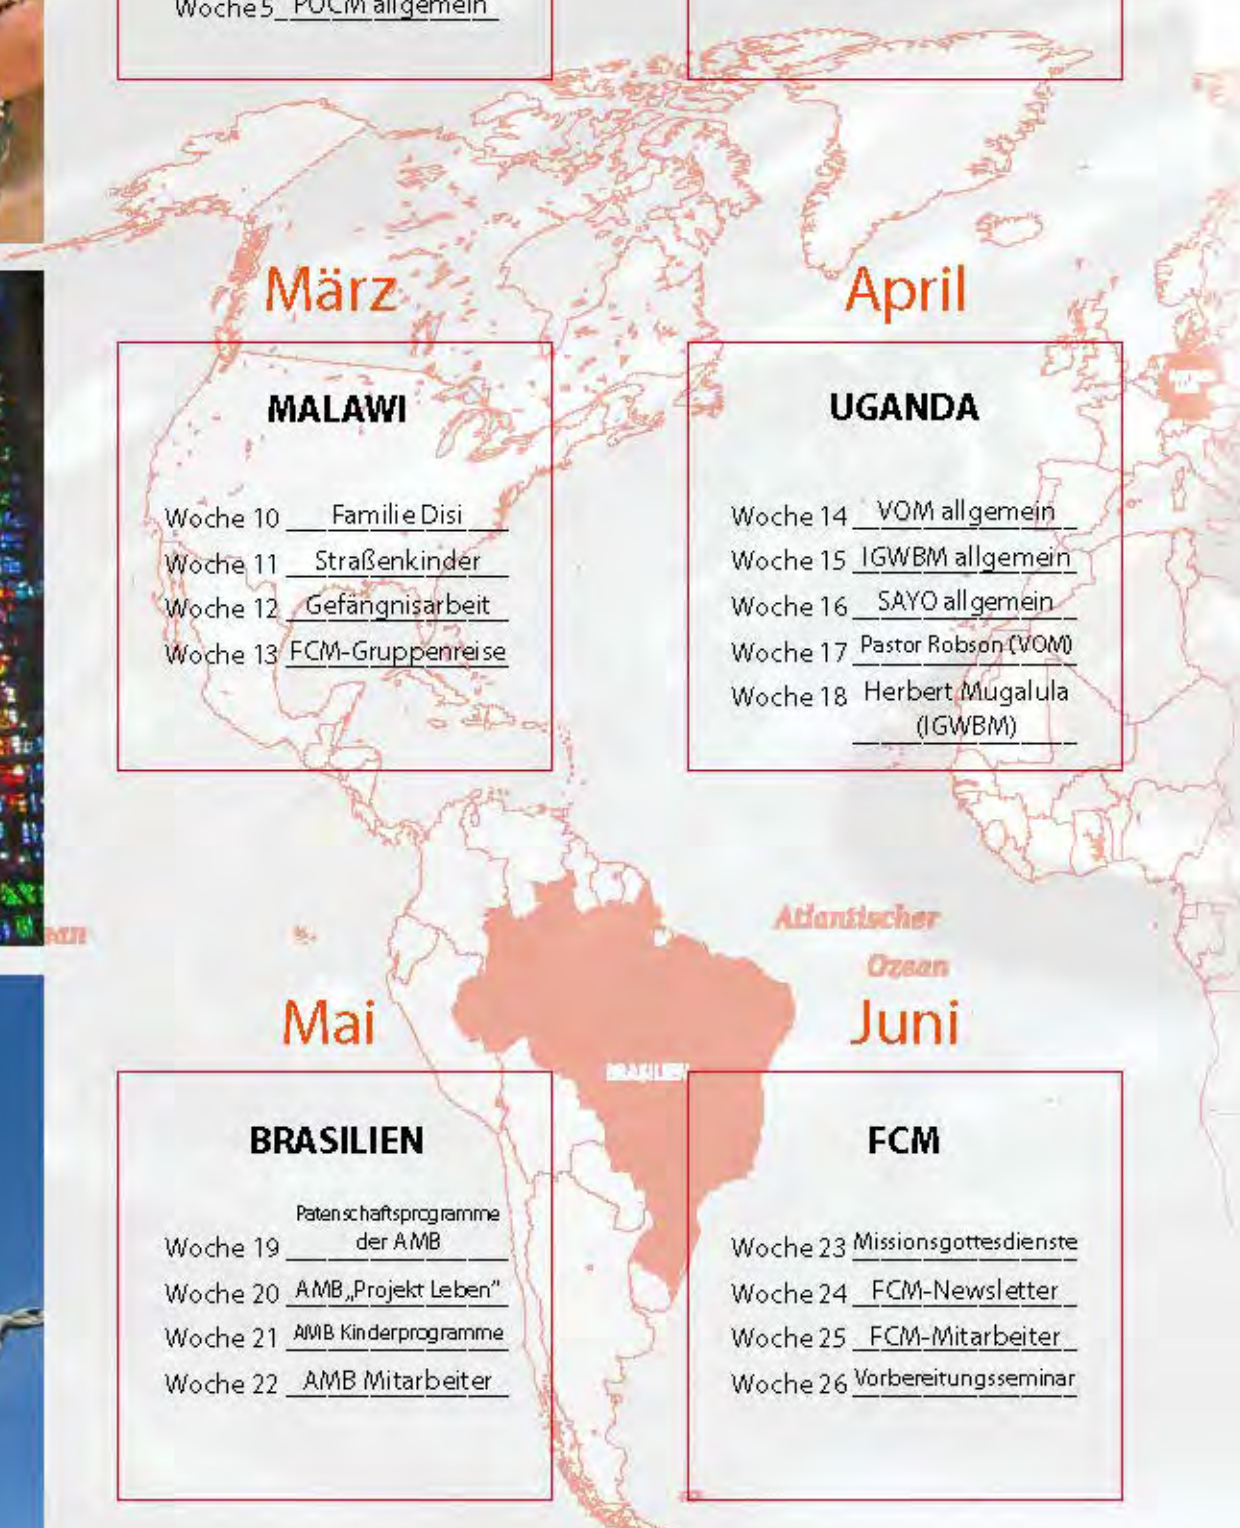 Woche 5 POCM allgemein
März
MALAWI
Woche 10 Familie Disi
Woche 11 Straßenkinder
Woche 12 Gefängnisarbeit
Woche 13 FCM-Gruppenreise
April
UGANDA
Woche 14 VOM allgemein
Woche 15 IGWBM allgemein
Woche 16 SAYO allgemein
Woche 17 Pastor Robson (VOM)
Woche 18 Herbert Mugalula
(IGWBM)
Atlantischer
Ozean
Mai
BRASILIEN
BRASILIEN
Patenschaftsprogramme
Woche 19 der AMB
Woche 20 AMB „Projekt Leben“
Woche 21 AMB Kinderprogramme
Woche 22 AMB Mitarbeiter
Juni
FCM
Woche 23 Missionsgottesdienste
Woche 24 FCM-Newsletter
Woche 25 FCM-Mitarbeiter
Woche 26 Vorbereitungsseminar